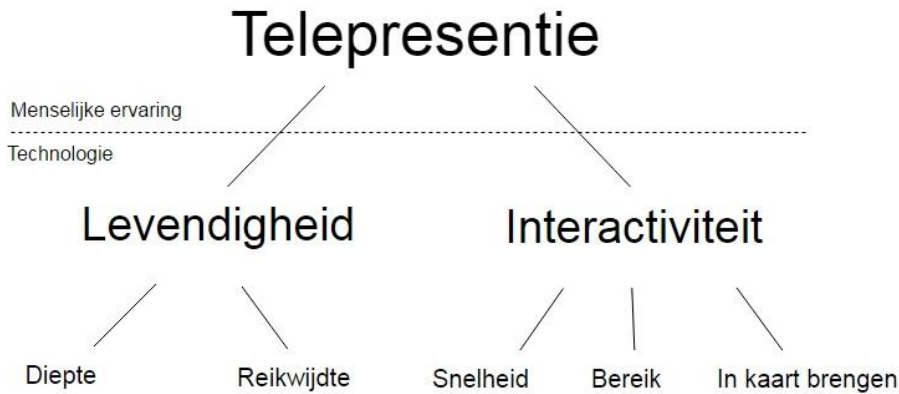 Telepresentie
Menselijke ervaring
Technologie
Levendigheid
Interactiviteit
Diepte
Reikwijdte
Snelheid
Bereik
In kaart brengen